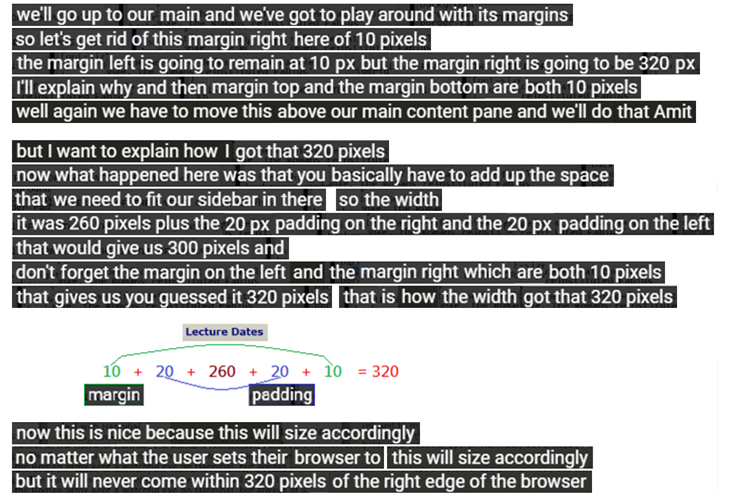 we'll go up to our main and we've got to play around with its margins
so let's get rid of this margin right here of 10 pixels
the margin left is going to remain at 10 px but the margin right is going to be 320 px
I'll explain why and then margin top and the margin bottom are both 10 pixels
well again we have to move this above our main content pane and we'll do that Amit
but I want to explain how I got that 320 pixels
now what happened here was that you basically have to add up the space
that we need to fit our sidebar in there so the width
it was 260 pixels plus the 20 px padding on the right and the 20 px padding on the left
that would give us 300 pixels and
don't forget the margin on the left and the margin right which are both 10 pixels
that gives us you guessed it 320 pixels that is how the width got that 320 pixels
Lecture Dates
10 + 20 + 260 + 20 + 10 = 320
margin padding
now this is nice because this will size accordingly
no matter what the user sets their browser to this will size accordingly
but it will never come within 320 pixels of the right edge of the browser